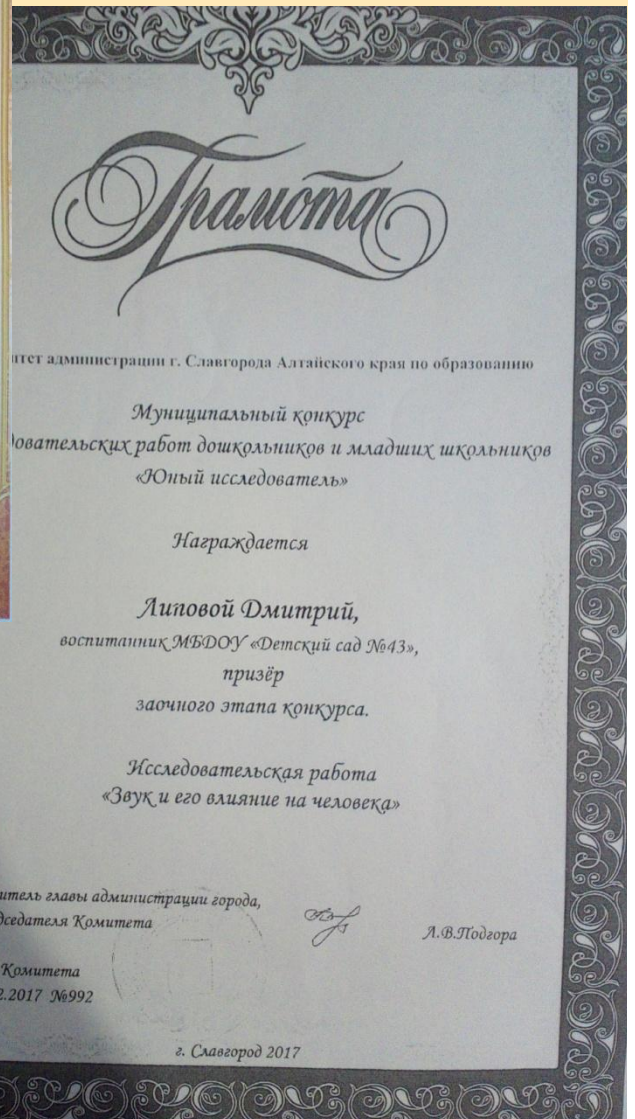 Грамота
итет администрации г. Славгорода Алтайского края по образованию
Муниципальный конкурс
довательских работ дошкольников и младших школьников
«Юный исследователь»
Награждается
Липовой Дмитрий,
воспитанник МБДОУ «Детский сад №43»,
призёр
заочного этапа конкурса.
Исследовательская работа
«Звук и его влияние на человека»
итель главы администрации города,
дседателя Комитета
Л.В.Подгора
Комитета
2.2017 №992
г. Славгород 2017